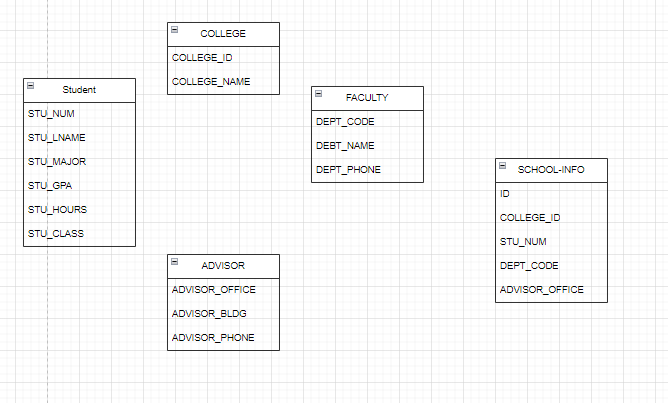 COLLEGE
COLLEGE_ID
COLLEGE_NAME
Student
STU_NUM
STU_LNAME
STU_MAJOR
STU_GPA
STU_HOURS
STU_CLASS
FACULTY
DEPT_CODE
DEBT_NAME
DEPT_PHONE
SCHOOL-INFO
ID
COLLEGE_ID
STU_NUM
DEPT_CODE
ADVISOR_OFFICE
ADVISOR
ADVISOR_OFFICE
ADVISOR_BLDG
ADVISOR_PHONE